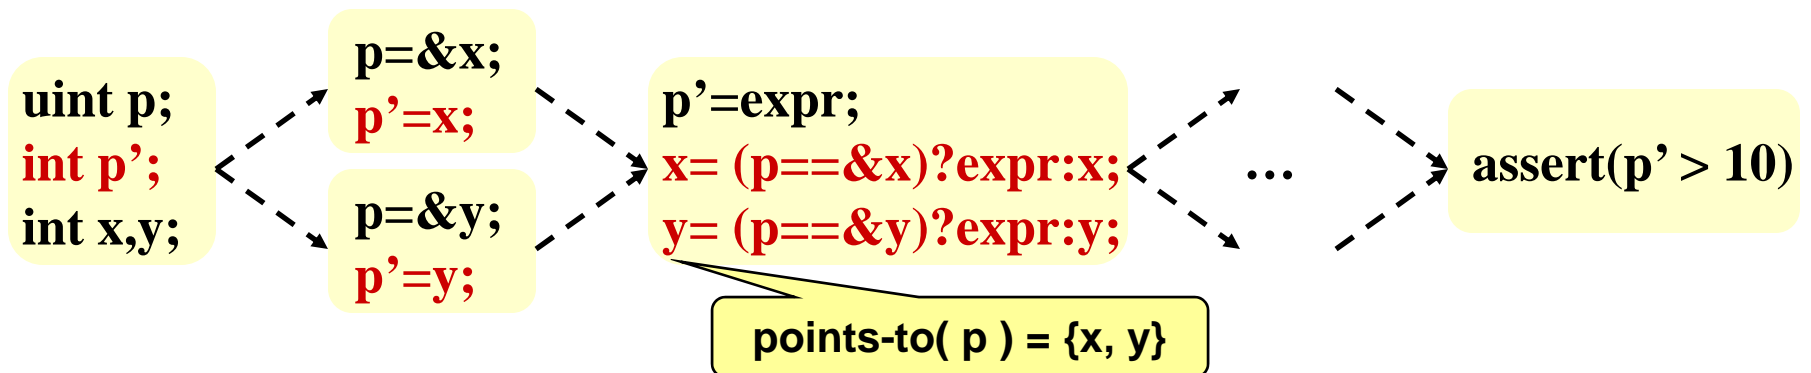 uint p;
int p’;
int x,y;
p=&x;
p’=x;
p=&y;
p’=y;
p’=expr;
x= (p==&x)?expr:x;
y= (p==&y)?expr:y;
points-to( p ) = {x, y}
...
assert(p’ > 10)